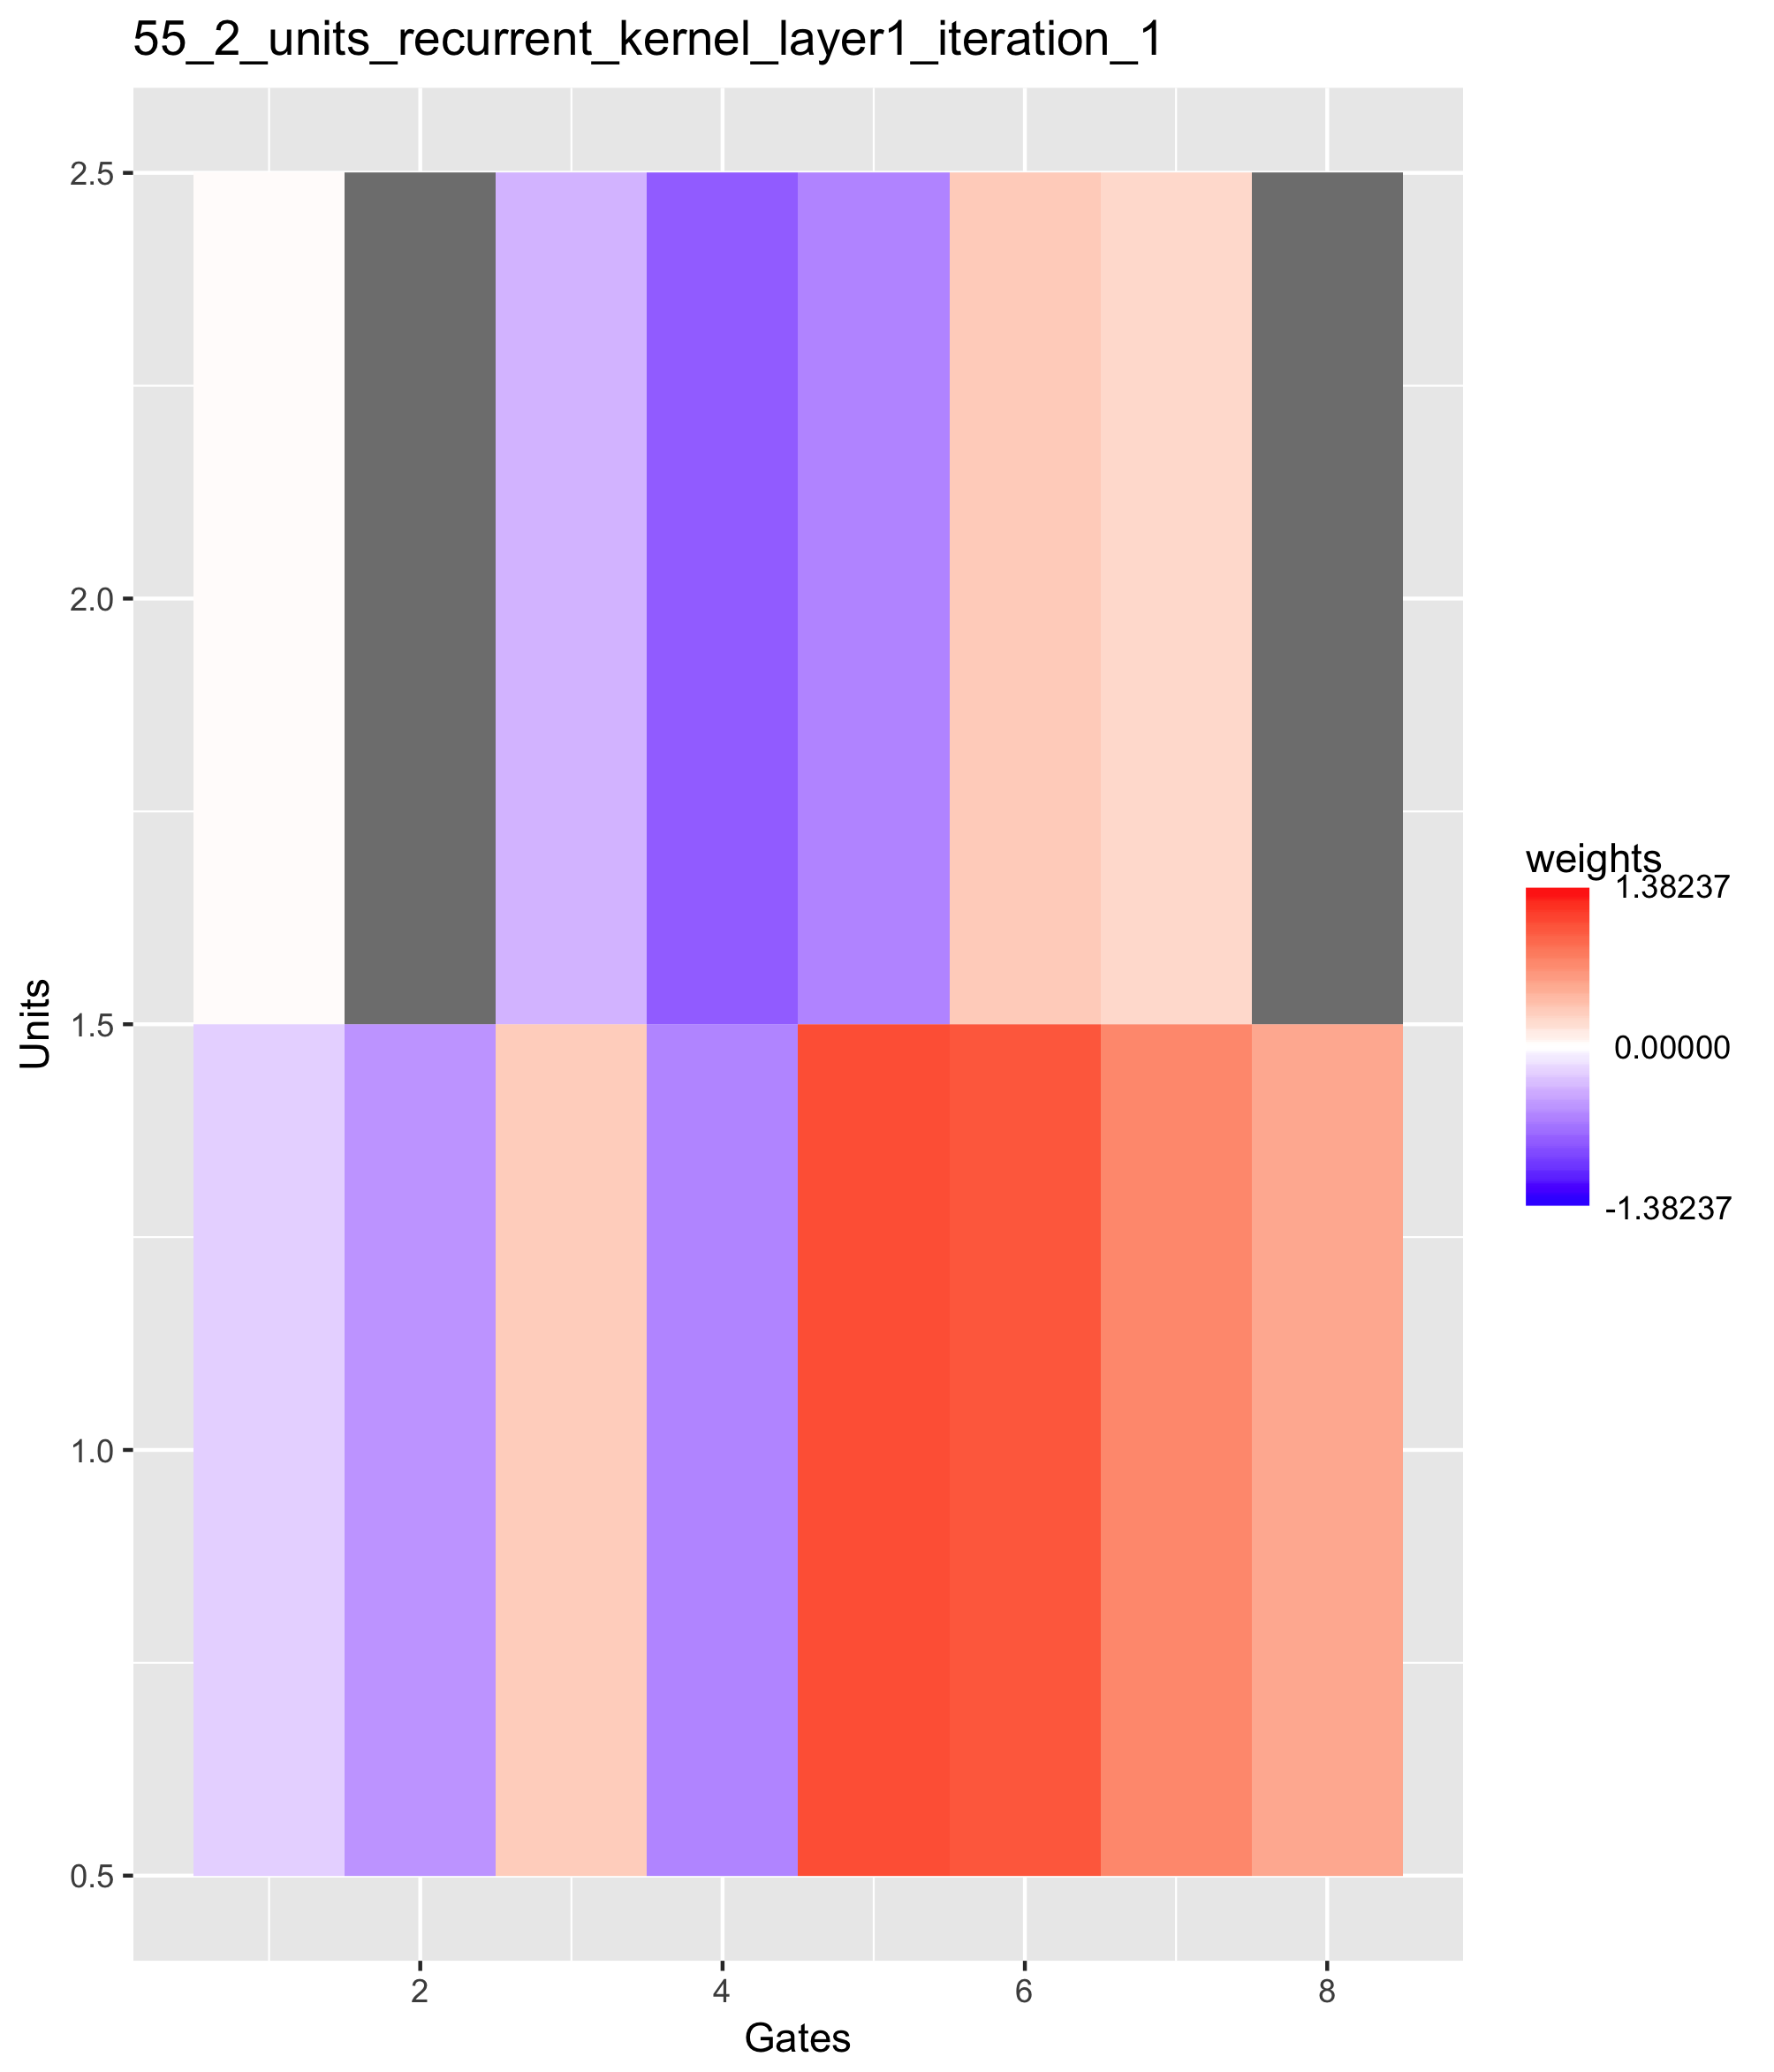 55_2_units_recurrent_kernel_layer1_iteration_1
2.5
2.0
1.5
1.0
0.5
Units
2 4 6 8
Gates
weights
1.38237
0.00000
-1.38237